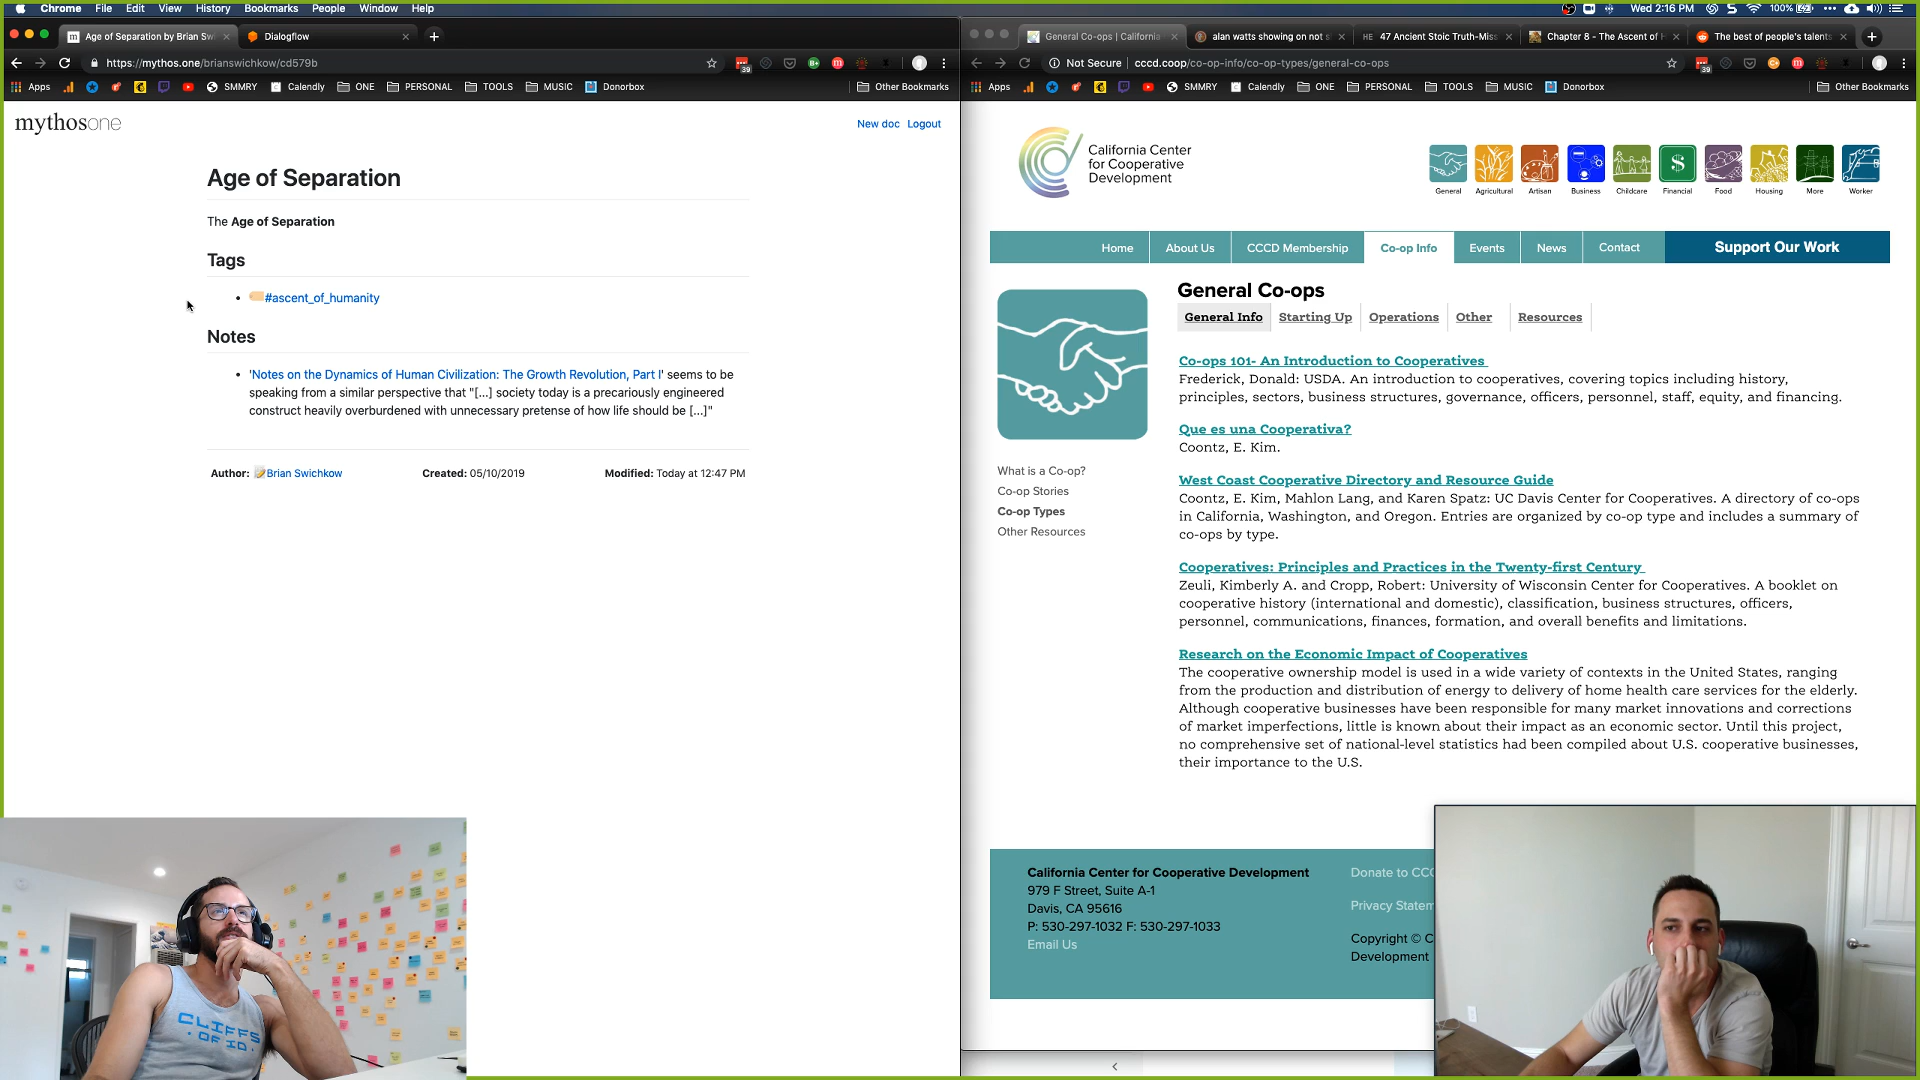 Chrome File Edit View History Bookmarks People Window Help
100% Wed 2:16 PM
Age of Separation by Brian Sw
Dialogflow
https://mythos.one/brianswichkow/cd579b
39
Apps SMMRY Calendly ONE PERSONAL TOOLS MUSIC Donorbox Other Bookmarks
mythosone
New doc Logout
Age of Separation
The Age of Separation
Tags
#ascent_of_humanity
Notes
'Notes on the Dynamics of Human Civilization: The Growth Revolution, Part I' seems to be
speaking from a similar perspective that "[...] society today is a precariously engineered
construct heavily overburdened with unnecessary pretense of how life should be [...]"
Author: Brian Swichkow Created: 05/10/2019 Modified: Today at 12:47 PM
CLIFFS
OF IO
General Co-ops | California
alan watts showing on not s
47 Ancient Stoic Truth-Miss
Chapter 8 - The Ascent of H
The best of people's talents
Not Secure | cccd.coop/co-op-info/co-op-types/general-co-ops
39
Apps SMMRY Calendly ONE PERSONAL TOOLS MUSIC Donorbox Other Bookmarks
California Center
for Cooperative
Development
General Agricultural Artisan Business Childcare Financial Food Housing More Worker
Home About Us CCCD Membership Co-op Info Events News Contact Support Our Work
General Co-ops
General Info Starting Up Operations Other Resources
What is a Co-op?
Co-op Stories
Co-op Types
Other Resources
Co-ops 101- An Introduction to Cooperatives
Frederick, Donald: USDA. An introduction to cooperatives, covering topics including history,
principles, sectors, business structures, governance, officers, personnel, staff, equity, and financing.
Que es una Cooperativa?
Coontz, E. Kim.
West Coast Cooperative Directory and Resource Guide
Coontz, E. Kim, Mahlon Lang, and Karen Spatz: UC Davis Center for Cooperatives. A directory of co-ops
in California, Washington, and Oregon. Entries are organized by co-op type and includes a summary of
co-ops by type.
Cooperatives: Principles and Practices in the Twenty-first Century
Zeuli, Kimberly A. and Cropp, Robert: University of Wisconsin Center for Cooperatives. A booklet on
cooperative history (international and domestic), classification, business structures, officers,
personnel, communications, finances, formation, and overall benefits and limitations.
Research on the Economic Impact of Cooperatives
The cooperative ownership model is used in a wide variety of contexts in the United States, ranging
from the production and distribution of energy to delivery of home health care services for the elderly.
Although cooperative businesses have been responsible for many market innovations and corrections
of market imperfections, little is known about their impact as an economic sector. Until this project,
no comprehensive set of national-level statistics had been compiled about U.S. cooperative businesses,
their importance to the U.S.
California Center for Cooperative Development
979 F Street, Suite A-1
Davis, CA 95616
P: 530-297-1032 F: 530-297-1033
Email Us
Donate to CCC
Privacy Statem
Copyright © C
Development